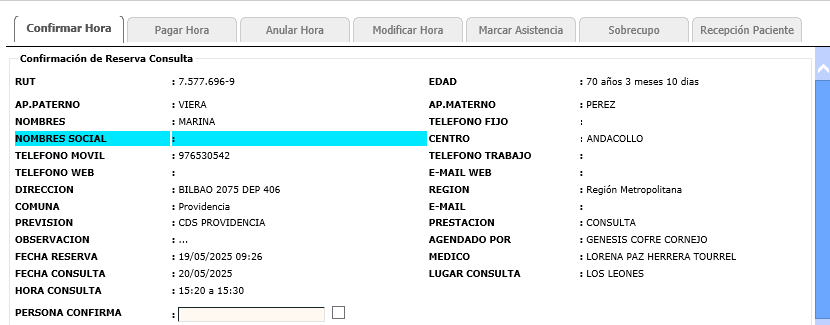 Confirmar Hora Pagar Hora Anular Hora Modificar Hora Marcar Asistencia Sobrecupo Recepción Paciente
Confirmación de Reserva Consulta
RUT : 7.577.696-9 EDAD : 70 años 3 meses 10 dias
AP.PATERNO : VIERA AP.MATERNO : PEREZ
NOMBRES : MARINA TELEFONO FIJO :
NOMBRES SOCIAL : CENTRO : ANDACOLLO
TELEFONO MOVIL : 976530542 TELEFONO TRABAJO :
TELEFONO WEB : E-MAIL WEB :
DIRECCION : BILBAO 2075 DEP 406 REGION : Región Metropolitana
COMUNA : Providencia E-MAIL :
PREVISION : CDS PROVIDENCIA PRESTACION : CONSULTA
OBSERVACION : ... AGENDADO POR : GENESIS COFRE CORNEJO
FECHA RESERVA : 19/05/2025 09:26 MEDICO : LORENA PAZ HERRERA TOURREL
FECHA CONSULTA : 20/05/2025 LUGAR CONSULTA : LOS LEONES
HORA CONSULTA : 15:20 a 15:30
PERSONA CONFIRMA :